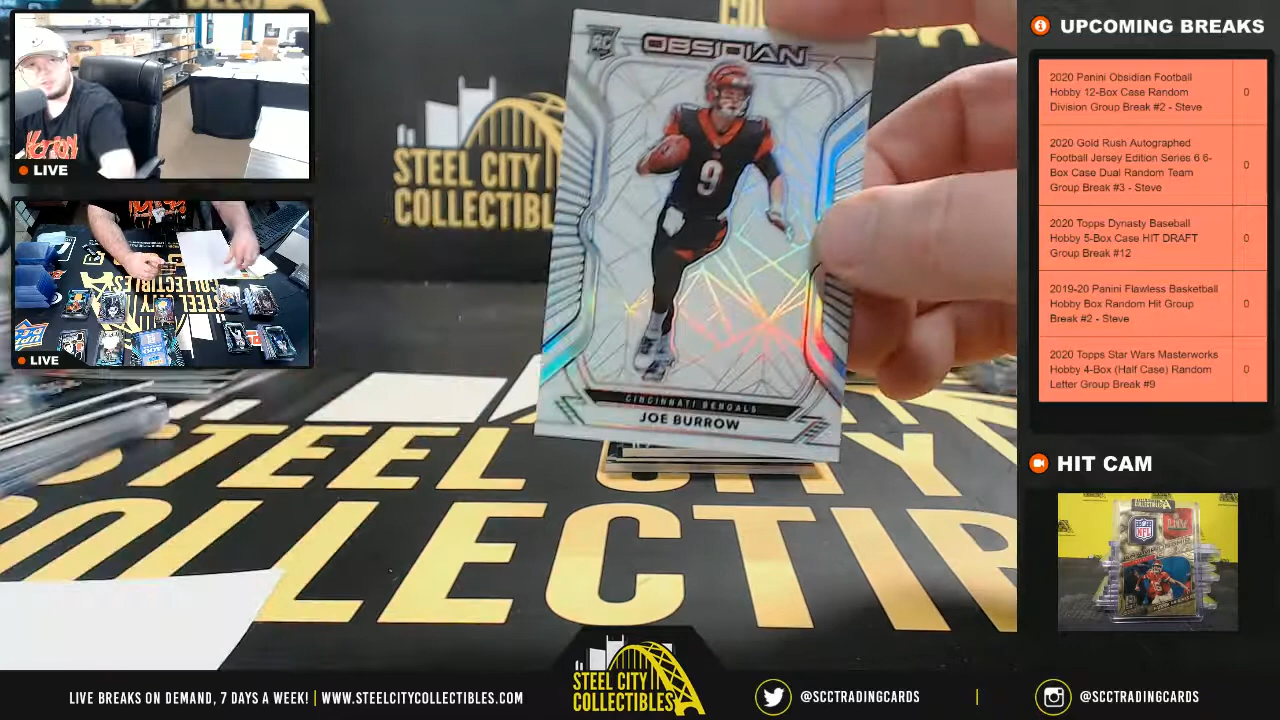 LIVE
LIVE
STEEL CITY
COLLECTIBL
RC
OBSIDIAN
9
CINCINNATI BENGALS
JOE BURROW
STEEL CITY
COLLECTIB
UPCOMING BREAKS
2020 Panini Obsidian Football
Hobby 12-Box Case Random
Division Group Break #2 - Steve
0
2020 Gold Rush Autographed
Football Jersey Edition Series 6 6-
Box Case Dual Random Team
Group Break #3 - Steve
0
2020 Topps Dynasty Baseball
Hobby 5-Box Case HIT DRAFT
Group Break #12
0
2019-20 Panini Flawless Basketball
Hobby Box Random Hit Group
Break #2 - Steve
0
2020 Topps Star Wars Masterworks
Hobby 4-Box (Half Case) Random
Letter Group Break #9
0
HIT CAM
NFL
LIVE BREAKS ON DEMAND, 7 DAYS A WEEK! | WWW.STEELCITYCOLLECTIBLES.COM
STEEL CITY
COLLECTIBLES
@SCCTRADINGCARDS
|
@SCCTRADINGCARDS